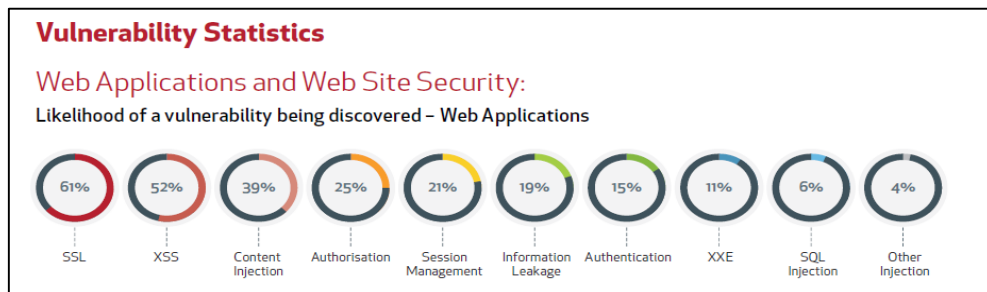 Vulnerability Statistics
Web Applications and Web Site Security:
Likelihood of a vulnerability being discovered – Web Applications
61% 52% 39% 25% 21% 19% 15% 11% 6% 4%
SSL XSS Content Authorisation Session Information Authentication XXE SQL Other
Injection Management Leakage Injection Injection